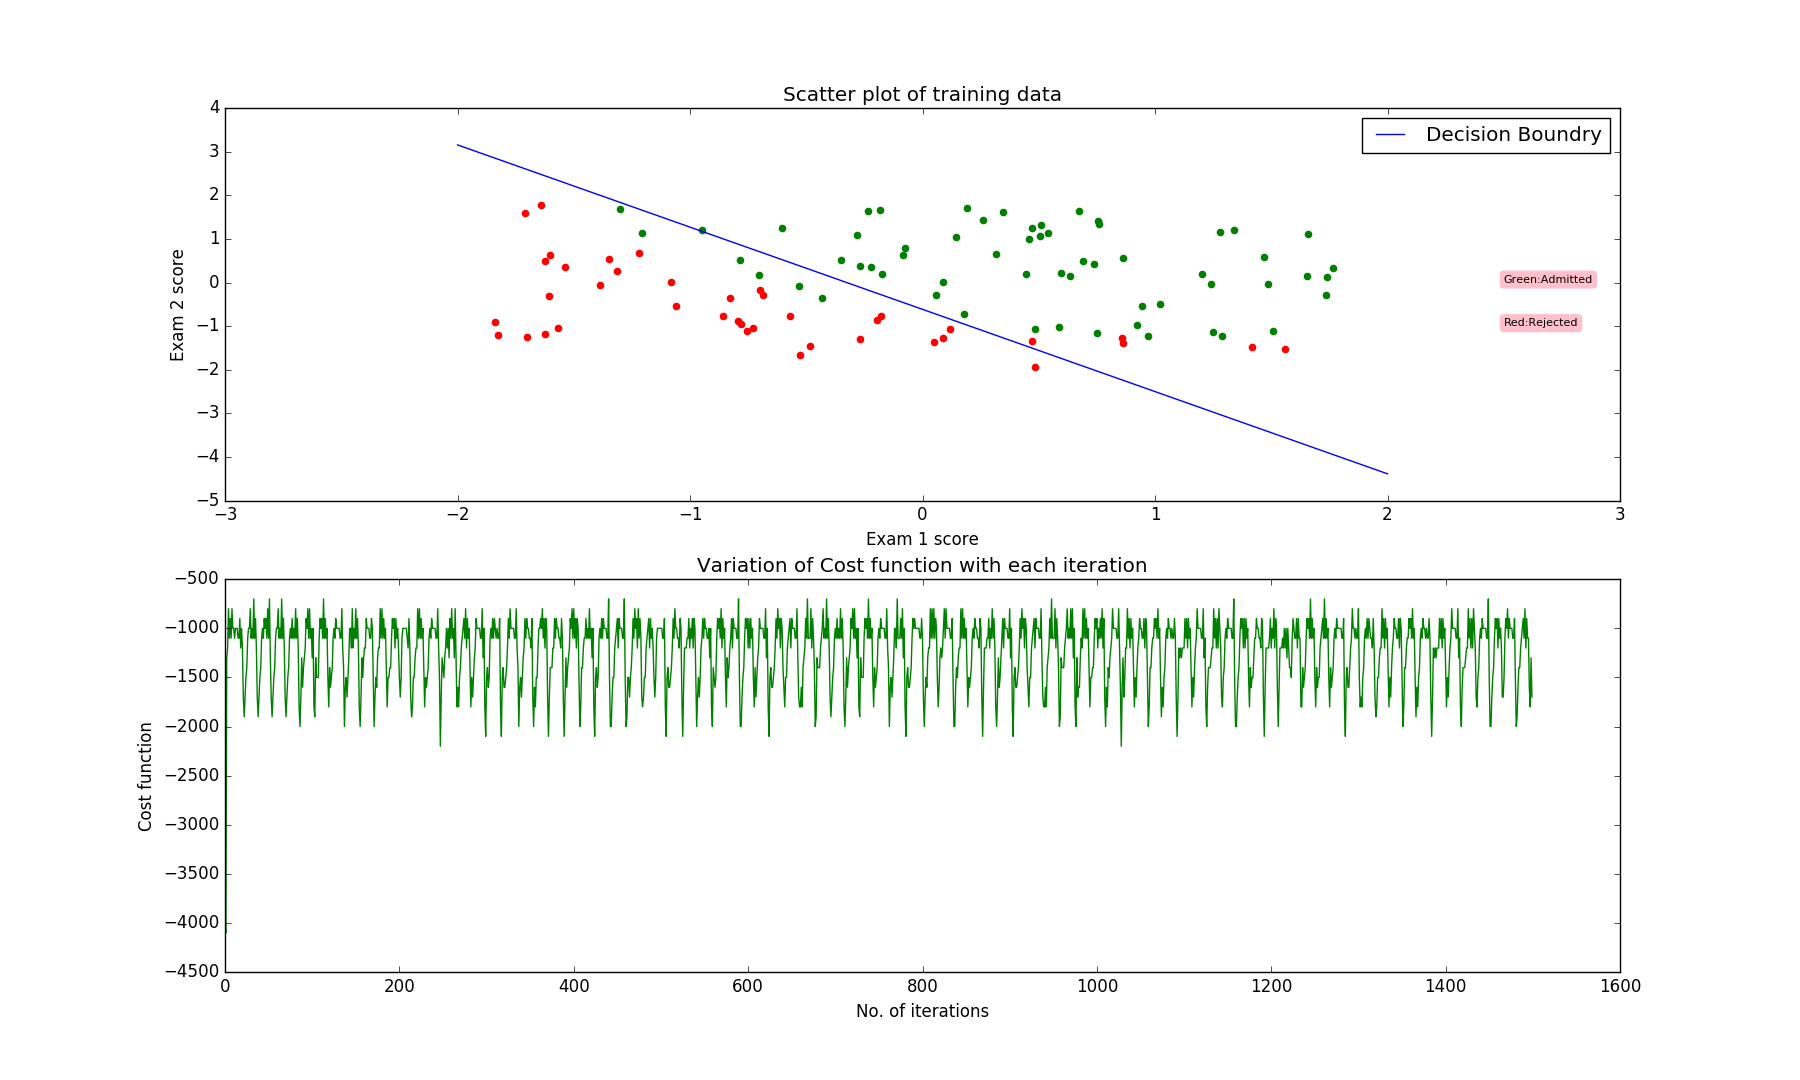 Scatter plot of training data
4
3
2
1
0
−1
−2
−3
−4
−5
Exam 2 score
Decision Boundry
Green:Admitted
Red:Rejected
−3 −2 −1 0 1 2 3
Exam 1 score
Variation of Cost function with each iteration
−500
−1000
−1500
−2000
−2500
−3000
−3500
−4000
−4500
Cost function
0 200 400 600 800 1000 1200 1400 1600
No. of iterations